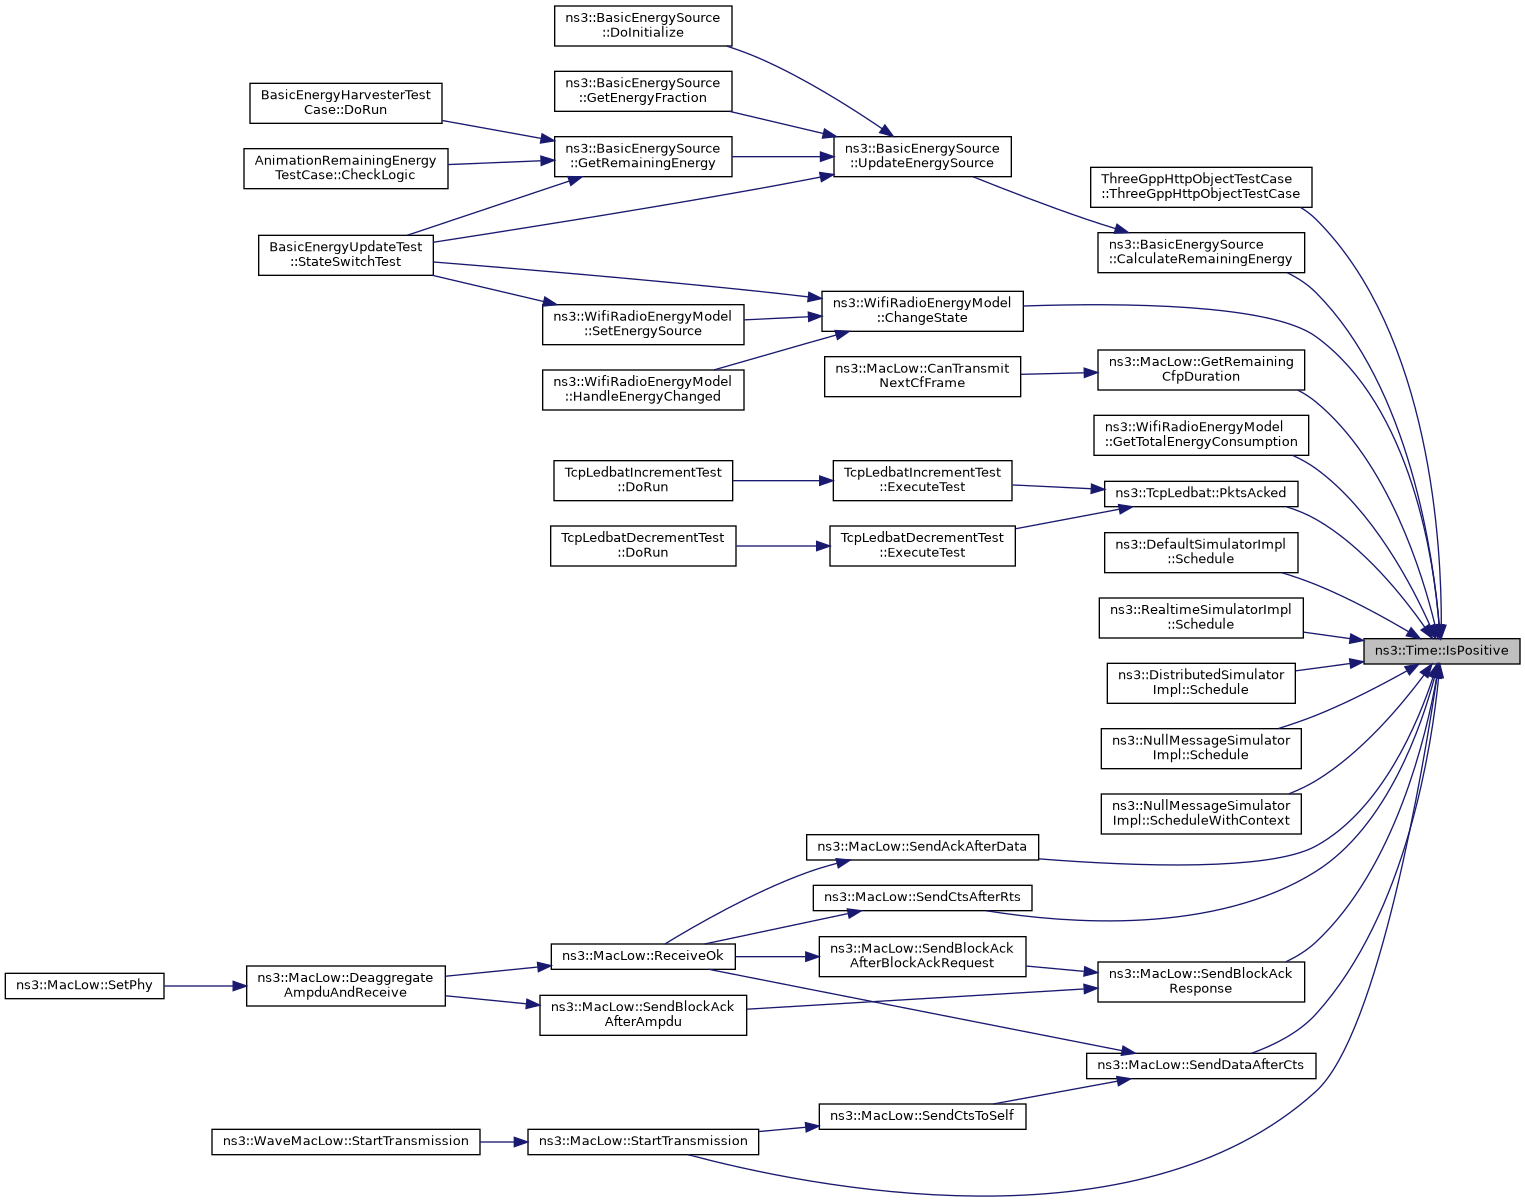 ns3::BasicEnergySource
::DoInitialize
ns3::BasicEnergySource
::GetEnergyFraction
BasicEnergyHarvesterTest
Case::DoRun
ns3::BasicEnergySource
::GetRemainingEnergy
ns3::BasicEnergySource
::UpdateEnergySource
AnimationRemainingEnergy
TestCase::CheckLogic
ThreeGppHttpObjectTestCase
::ThreeGppHttpObjectTestCase
BasicEnergyUpdateTest
::StateSwitchTest
ns3::BasicEnergySource
::CalculateRemainingEnergy
ns3::WifiRadioEnergyModel
::ChangeState
ns3::WifiRadioEnergyModel
::SetEnergySource
ns3::MacLow::CanTransmit
NextCfFrame
ns3::MacLow::GetRemaining
CfpDuration
ns3::WifiRadioEnergyModel
::HandleEnergyChanged
ns3::WifiRadioEnergyModel
::GetTotalEnergyConsumption
TcpLedbatIncrementTest
::DoRun
TcpLedbatIncrementTest
::ExecuteTest
ns3::TcpLedbat::PktsAcked
TcpLedbatDecrementTest
::DoRun
TcpLedbatDecrementTest
::ExecuteTest
ns3::DefaultSimulatorImpl
::Schedule
ns3::RealtimeSimulatorImpl
::Schedule
ns3::Time::IsPositive
ns3::DistributedSimulator
Impl::Schedule
ns3::NullMessageSimulator
Impl::Schedule
ns3::NullMessageSimulator
Impl::ScheduleWithContext
ns3::MacLow::SendAckAfterData
ns3::MacLow::SendCtsAfterRts
ns3::MacLow::ReceiveOk
ns3::MacLow::SendBlockAck
AfterBlockAckRequest
ns3::MacLow::SendBlockAck
Response
ns3::MacLow::SetPhy
ns3::MacLow::Deaggregate
AmpduAndReceive
ns3::MacLow::SendBlockAck
AfterAmpdu
ns3::MacLow::SendDataAfterCts
ns3::MacLow::SendCtsToSelf
ns3::WaveMacLow::StartTransmission
ns3::MacLow::StartTransmission